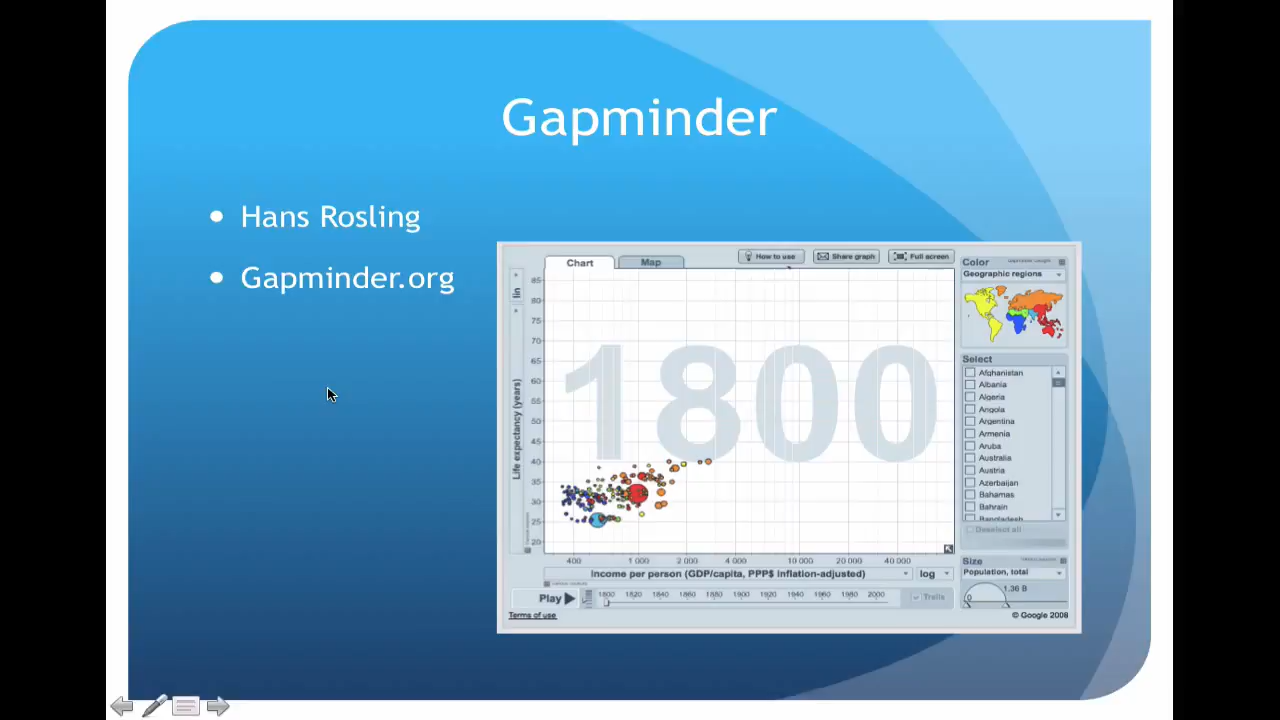 Gapminder
Hans Rosling
Gapminder.org
How to use
Share graph
Full screen
Chart
Map
Color
Geographic regions
lin
Life expectancy (years)
85
80
75
70
65
60
55
50
45
40
35
30
25
20
1800
Select
Afghanistan
Albania
Algeria
Angola
Argentina
Armenia
Aruba
Australia
Austria
Azerbaijan
Bahamas
Bahrain
Bangladesh
Deselect all
400 1 000 2 000 4 000 10 000 20 000 40 000
Income per person (GDP/capita, PPP$ inflation-adjusted)
log
Size
Population, total
1.36 B
0
Play
1800 1820 1840 1860 1880 1900 1920 1940 1960 1980 2000
Trails
Terms of use
© Google 2008